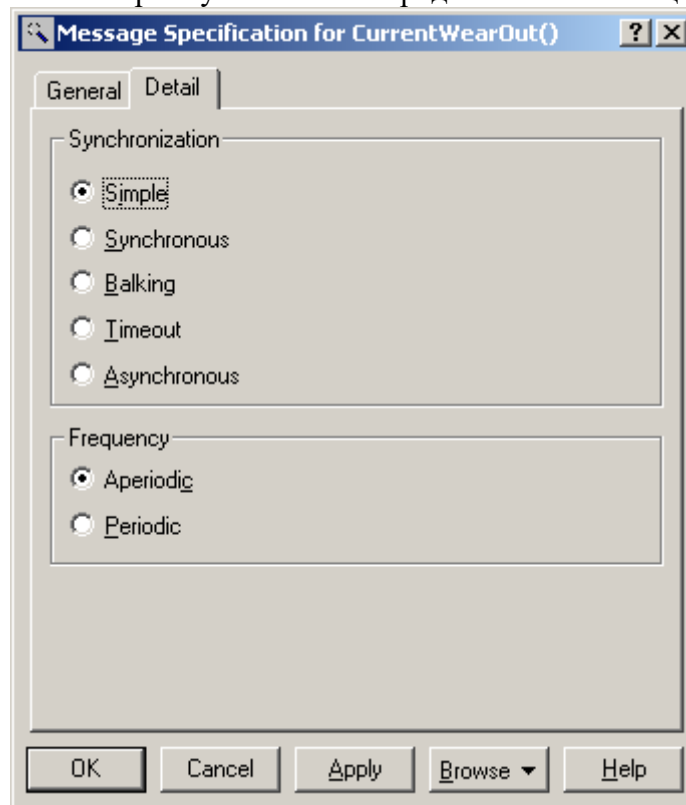 Message Specification for CurrentWearOut()
General Detail
Synchronization
Simple
Synchronous
Balking
Timeout
Asynchronous
Frequency
Aperiodic
Periodic
OK Cancel Apply Browse Help